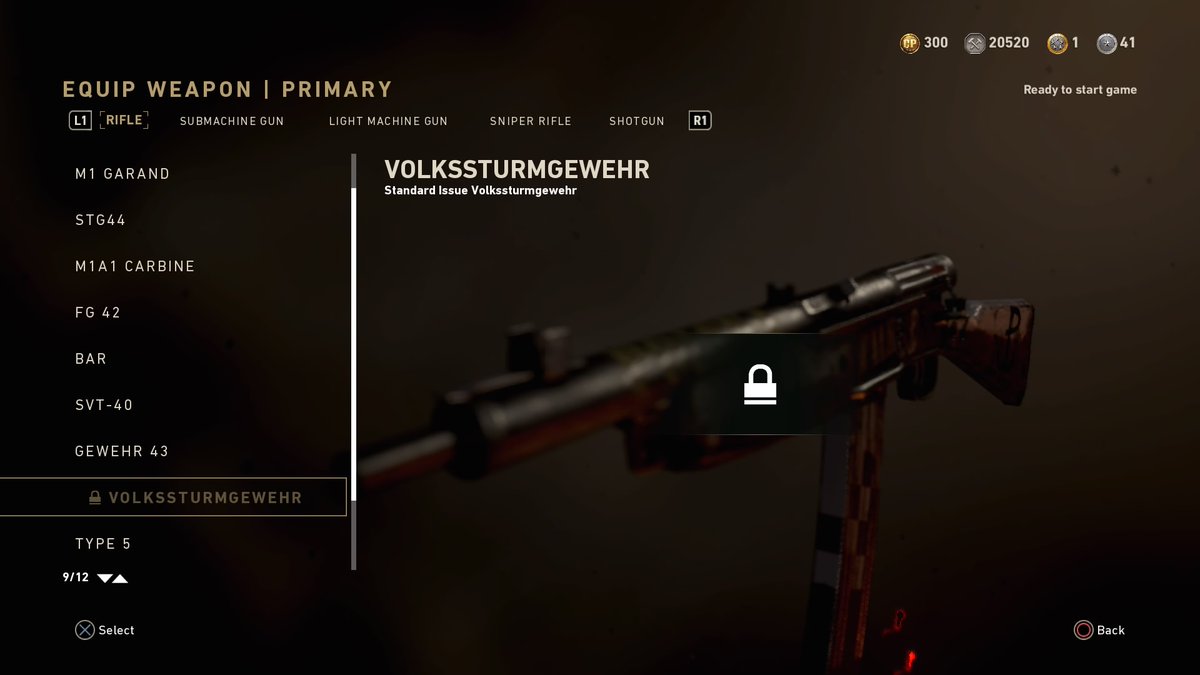 CP 300 20520 1 41
EQUIP WEAPON | PRIMARY
Ready to start game
L1 RIFLE SUBMACHINE GUN LIGHT MACHINE GUN SNIPER RIFLE SHOTGUN R1
M1 GARAND
VOLKSSTURMGEWEHR
Standard Issue Volkssturmgewehr
STG44
M1A1 CARBINE
FG 42
BAR
SVT-40
GEWEHR 43
VOLKSSTURMGEWEHR
TYPE 5
9/12
Select
Back